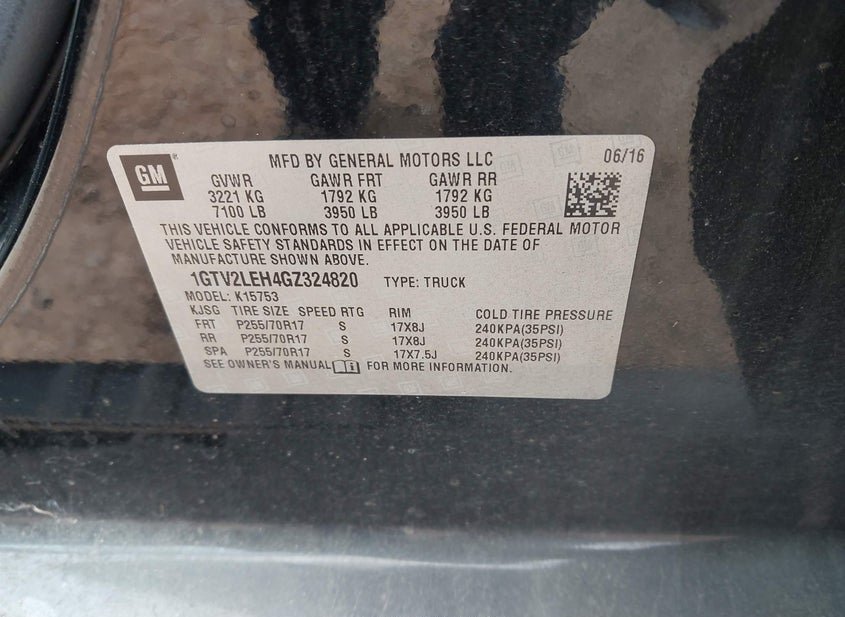 GM
MFD BY GENERAL MOTORS LLC 06/16
GVWR GAWR FRT GAWR RR
3221 KG 1792 KG 1792 KG
7100 LB 3950 LB 3950 LB
THIS VEHICLE CONFORMS TO ALL APPLICABLE U.S. FEDERAL MOTOR
VEHICLE SAFETY STANDARDS IN EFFECT ON THE DATE OF
MANUFACTURE SHOWN ABOVE.
1GTV2LEH4GZ324820 TYPE: TRUCK
MODEL: K15753
KJSG TIRE SIZE SPEED RTG RIM COLD TIRE PRESSURE
FRT P255/70R17 S 17X8J 240KPA(35PSI)
RR P255/70R17 S 17X8J 240KPA(35PSI)
SPA P255/70R17 S 17X7.5J 240KPA(35PSI)
SEE OWNER'S MANUAL FOR MORE INFORMATION.